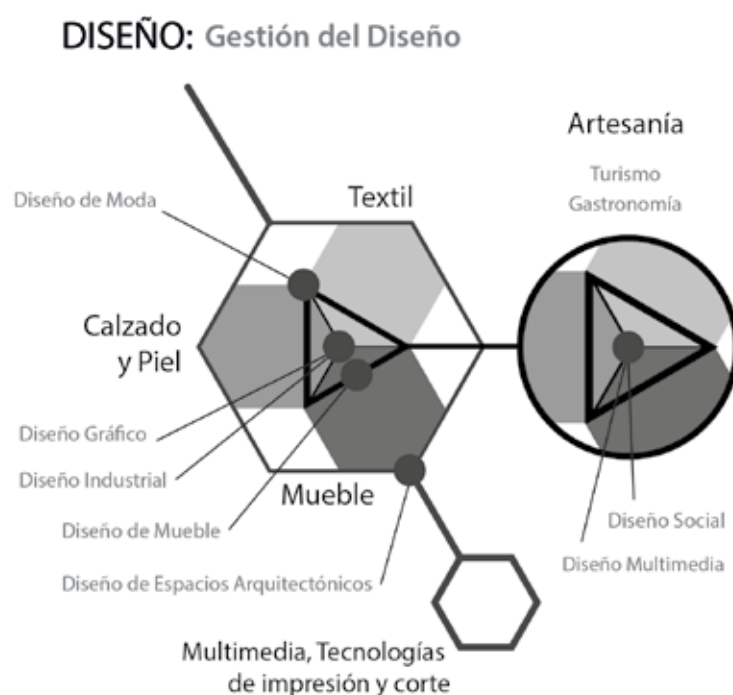 DISEÑO: Gestión del Diseño
Artesanía
Turismo
Gastronomía
Diseño de Moda
Textil
Calzado
y Piel
Diseño Gráfico
Diseño Industrial
Mueble
Diseño de Mueble
Diseño Social
Diseño Multimedia
Diseño de Espacios Arquitectónicos
Multimedia, Tecnologías
de impresión y corte